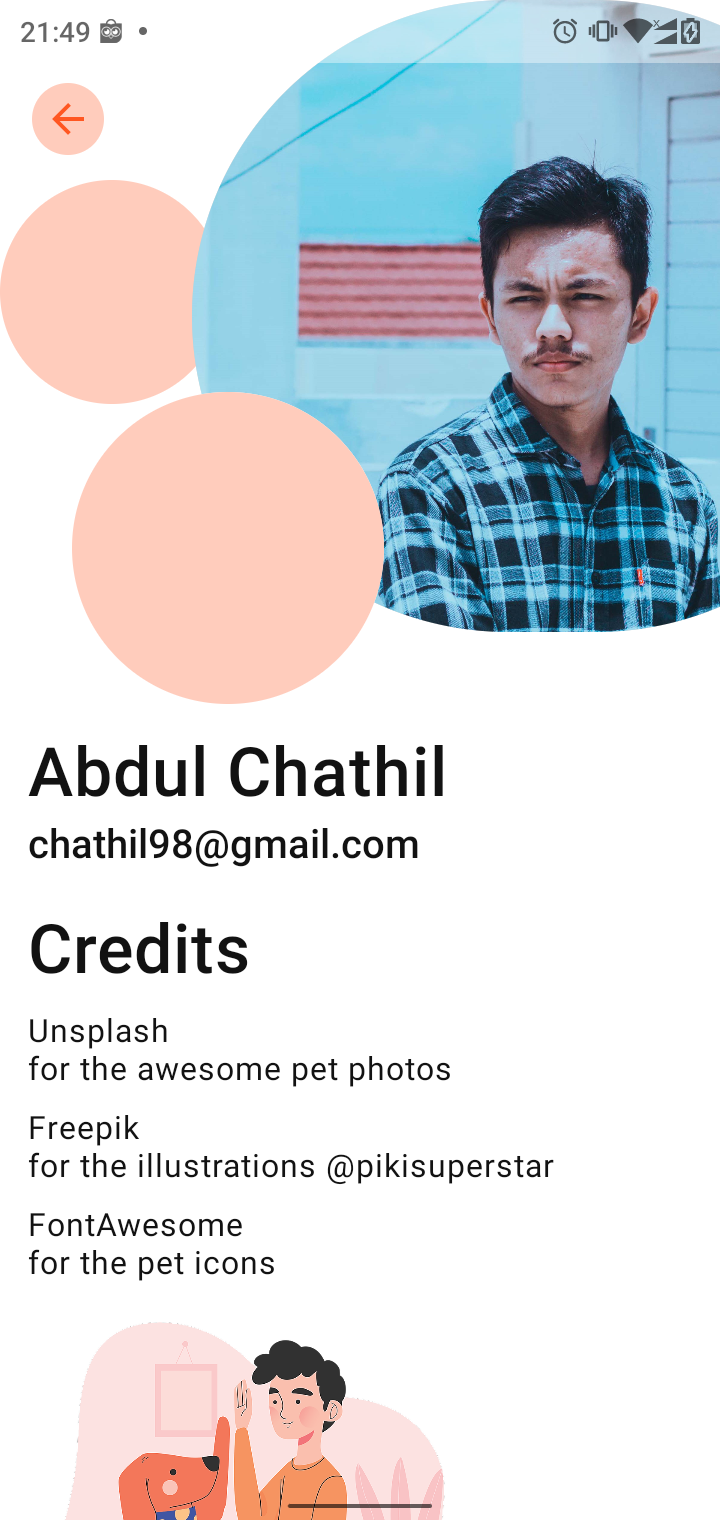 21:49
Abdul Chathil
chathil98@gmail.com
Credits
Unsplash
for the awesome pet photos
Freepik
for the illustrations @pikisuperstar
FontAwesome
for the pet icons